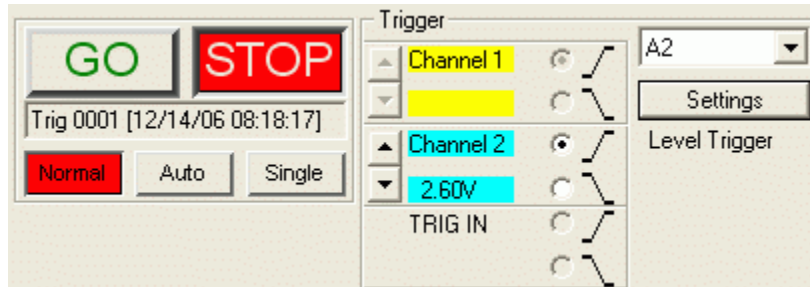 GO STOP
Trig 0001 [12/14/06 08:18:17]
Normal Auto Single
Trigger
Channel 1
Channel 2
2.60V
TRIG IN
A2
Settings
Level Trigger